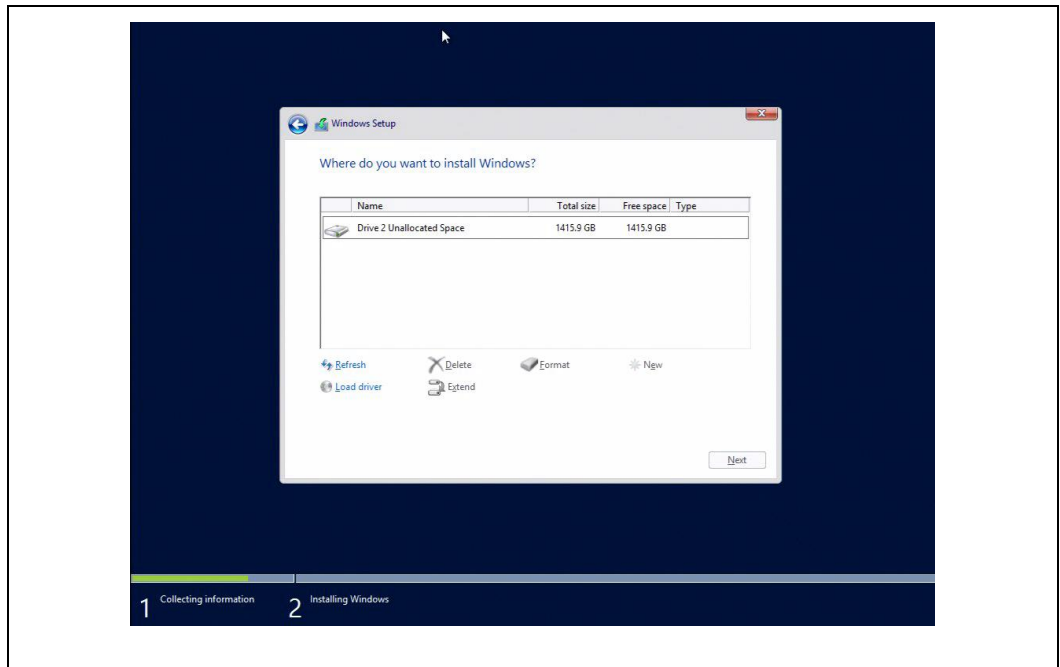 Windows Setup
Where do you want to install Windows?
Name Total size Free space Type
Drive 2 Unallocated Space 1415.9 GB 1415.9 GB
Refresh Delete Format New
Load driver Extend
Next
1 Collecting information 2 Installing Windows